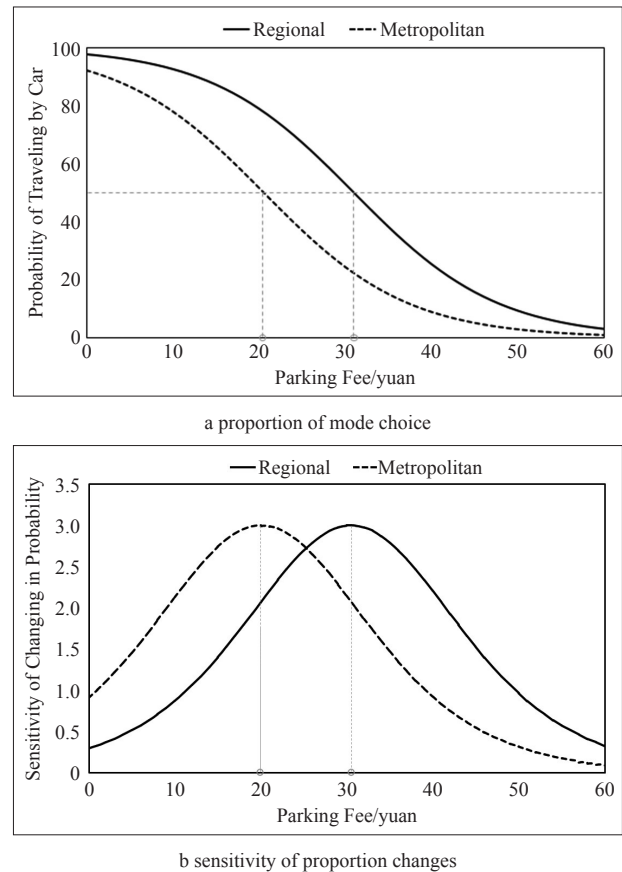 Regional Metropolitan
100
80
60
40
20
0
Probability of Traveling by Car
0 10 20 30 40 50 60
Parking Fee/yuan
a proportion of mode choice
Regional Metropolitan
3.5
3.0
2.5
2.0
1.5
1.0
0.5
0
Sensitivity of Changing in Probability
0 10 20 30 40 50 60
Parking Fee/yuan
b sensitivity of proportion changes